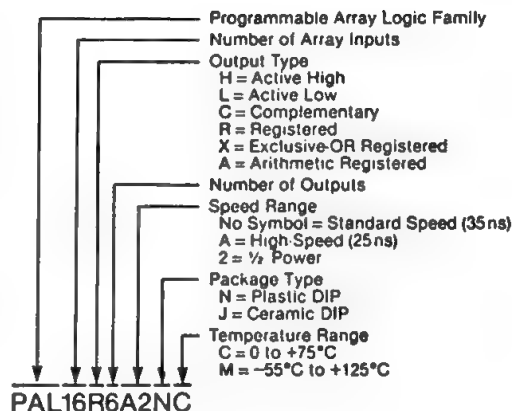 Programmable Array Logic Family
Number of Array Inputs
Output Type
H = Active High
L = Active Low
C = Complementary
R = Registered
X = Exclusive-OR Registered
A = Arithmetic Registered
Number of Outputs
Speed Range
No Symbol = Standard Speed (35ns)
A = High-Speed (25ns)
2 = ½ Power
Package Type
N = Plastic DIP
J = Ceramic DIP
Temperature Range
C = 0 to +75°C
M = −55°C to +125°C
PAL16R6A2NC